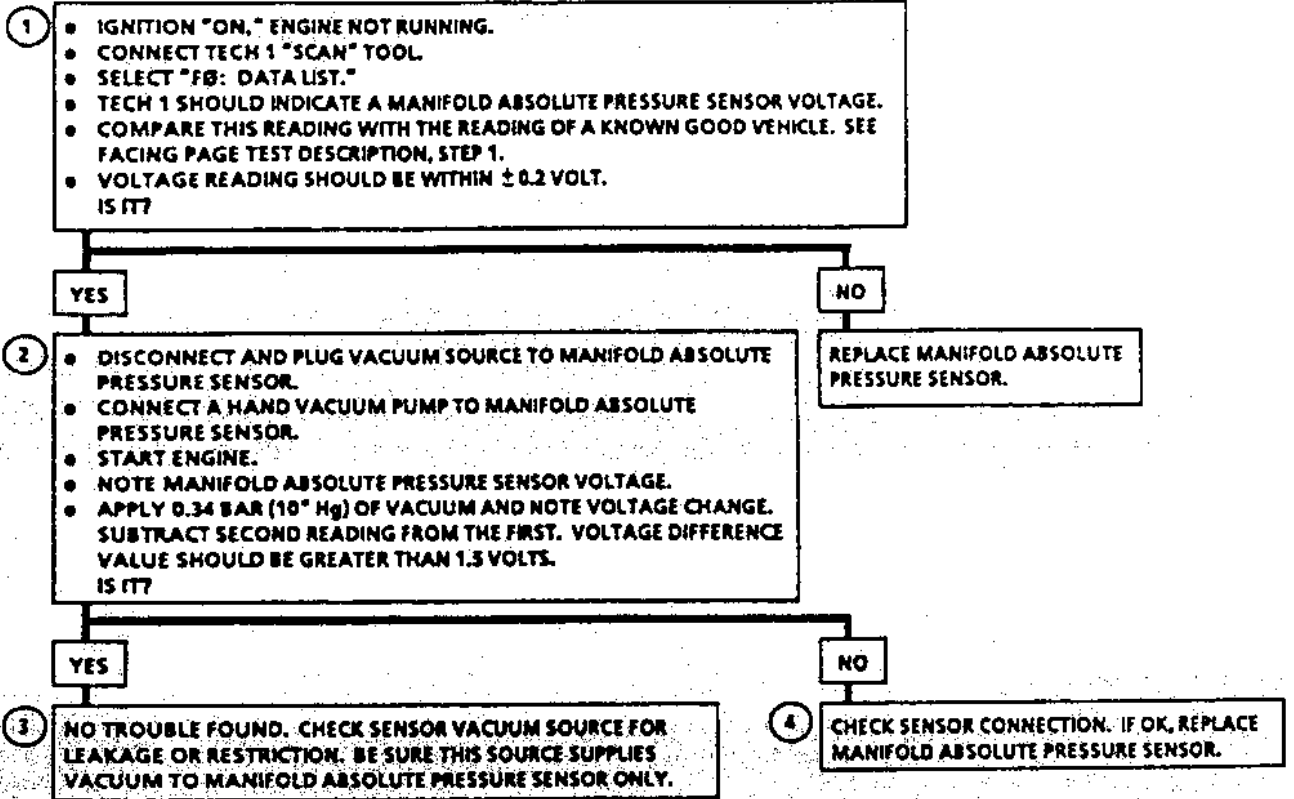 1
• IGNITION "ON," ENGINE NOT RUNNING.
• CONNECT TECH 1 "SCAN" TOOL.
• SELECT "FØ: DATA LIST."
• TECH 1 SHOULD INDICATE A MANIFOLD ABSOLUTE PRESSURE SENSOR VOLTAGE.
• COMPARE THIS READING WITH THE READING OF A KNOWN GOOD VEHICLE. SEE
FACING PAGE TEST DESCRIPTION, STEP 1.
• VOLTAGE READING SHOULD BE WITHIN ± 0.2 VOLT.
IS IT?
YES
NO
2
• DISCONNECT AND PLUG VACUUM SOURCE TO MANIFOLD ABSOLUTE
PRESSURE SENSOR.
• CONNECT A HAND VACUUM PUMP TO MANIFOLD ABSOLUTE
PRESSURE SENSOR.
• START ENGINE.
• NOTE MANIFOLD ABSOLUTE PRESSURE SENSOR VOLTAGE.
• APPLY 0.34 BAR (10" Hg) OF VACUUM AND NOTE VOLTAGE CHANGE.
SUBTRACT SECOND READING FROM THE FIRST. VOLTAGE DIFFERENCE
VALUE SHOULD BE GREATER THAN 1.5 VOLTS.
IS IT?
REPLACE MANIFOLD ABSOLUTE
PRESSURE SENSOR.
YES
NO
3
NO TROUBLE FOUND. CHECK SENSOR VACUUM SOURCE FOR
LEAKAGE OR RESTRICTION. BE SURE THIS SOURCE SUPPLIES
VACUUM TO MANIFOLD ABSOLUTE PRESSURE SENSOR ONLY.
4
CHECK SENSOR CONNECTION. IF OK, REPLACE
MANIFOLD ABSOLUTE PRESSURE SENSOR.